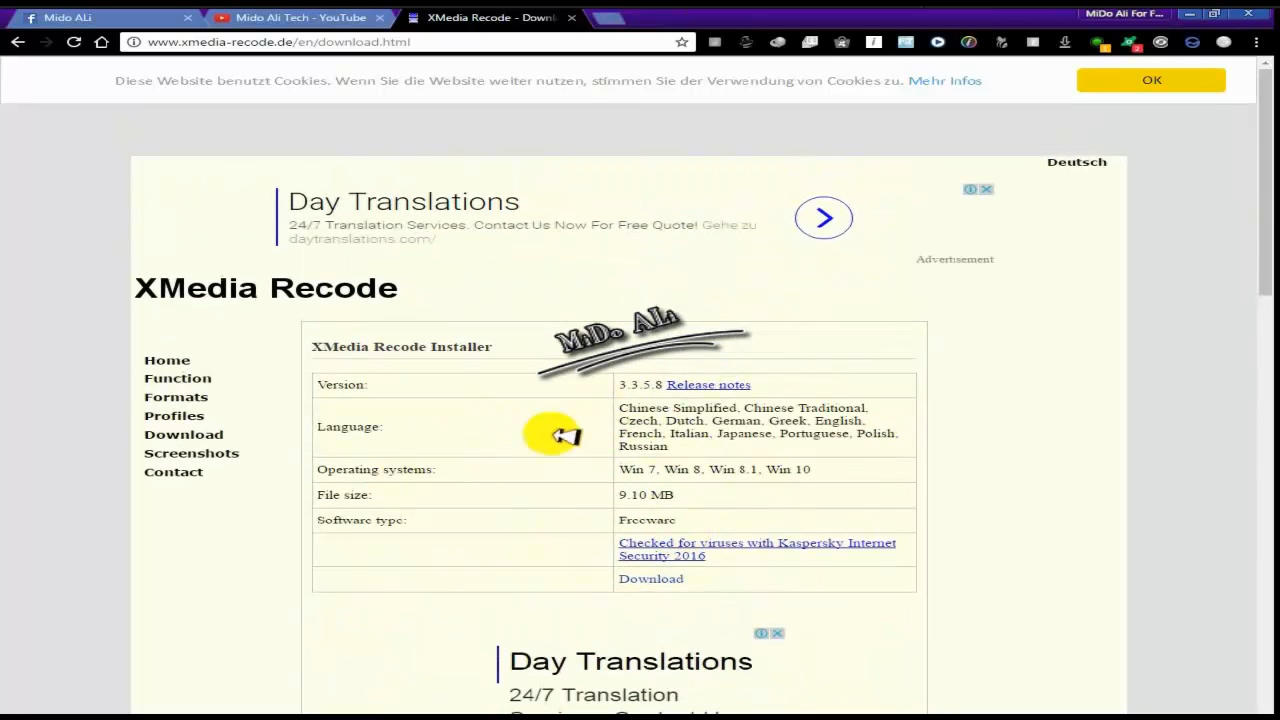 Mido ALi
Mido Ali Tech - YouTube
XMedia Recode - Downl
MiDo Ali For F...
www.xmedia-recode.de/en/download.html
Diese Website benutzt Cookies. Wenn Sie die Website weiter nutzen, stimmen Sie der Verwendung von Cookies zu. Mehr Infos
OK
Deutsch
Day Translations
24/7 Translation Services. Contact Us Now For Free Quote! Gehe zu
daytranslations.com/
Advertisement
XMedia Recode
MiDo ALi
Home
Function
Formats
Profiles
Download
Screenshots
Contact
XMedia Recode Installer
Version: 3.3.5.8 Release notes
Language: Chinese Simplified, Chinese Traditional,
Czech, Dutch, German, Greek, English,
French, Italian, Japanese, Portuguese, Polish,
Russian
Operating systems: Win 7, Win 8, Win 8.1, Win 10
File size: 9.10 MB
Software type: Freeware
Checked for viruses with Kaspersky Internet
Security 2016
Download
Day Translations
24/7 Translation